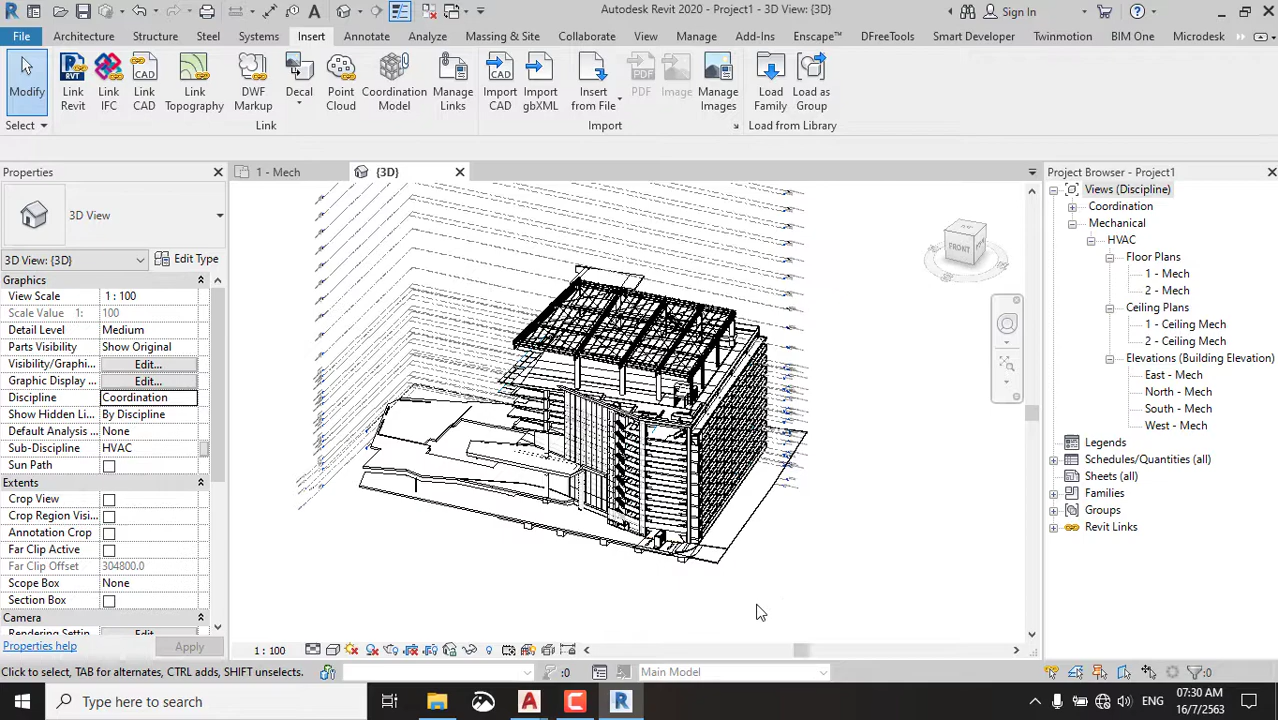 Autodesk Revit 2020 - Project1 - 3D View: {3D}
Sign In
File Architecture Structure Steel Systems Insert Annotate Analyze Massing & Site Collaborate View Manage Add-Ins Enscape™ DFreeTools Smart Developer Twinmotion BIM One Microdesk
Modify
Link Revit
Link IFC
Link CAD
Link Topography
DWF Markup
Decal
Point Cloud
Coordination Model
Manage Links
Import CAD
Import gbXML
Insert from File
PDF
Image
Manage Images
Load Family
Load as Group
Select
Link
Import
Load from Library
Properties
1 - Mech
{3D}
Project Browser - Project1
3D View
3D View: {3D}
Edit Type
Graphics
View Scale 1 : 100
Scale Value 1: 100
Detail Level Medium
Parts Visibility Show Original
Visibility/Graphi... Edit...
Graphic Display ... Edit...
Discipline Coordination
Show Hidden Li... By Discipline
Default Analysis ... None
Sub-Discipline HVAC
Sun Path
Extents
Crop View
Crop Region Visi...
Annotation Crop
Far Clip Active
Far Clip Offset 304800.0
Scope Box None
Section Box
Camera
Rendering Settin... Edit...
Properties help
Apply
FRONT
Views (Discipline)
Coordination
Mechanical
HVAC
Floor Plans
1 - Mech
2 - Mech
Ceiling Plans
1 - Ceiling Mech
2 - Ceiling Mech
Elevations (Building Elevation)
East - Mech
North - Mech
South - Mech
West - Mech
Legends
Schedules/Quantities (all)
Sheets (all)
Families
Groups
Revit Links
1 : 100
Click to select, TAB for alternates, CTRL adds, SHIFT unselects.
:0
Main Model
:0
Type here to search
ENG
07:30 AM
16/7/2563